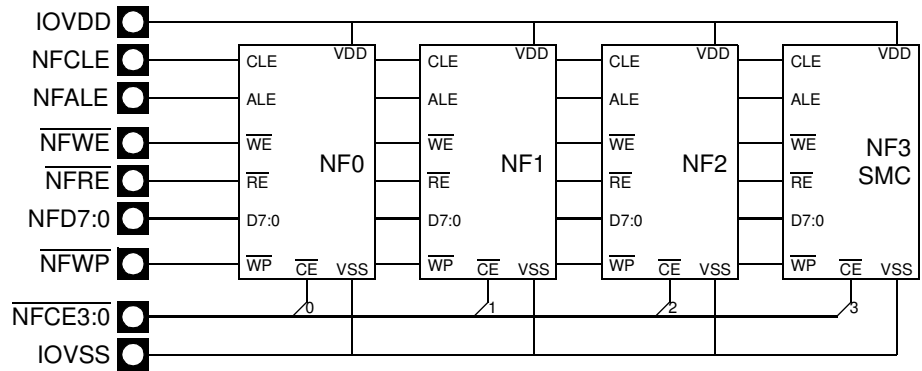 IOVDD
VDD VDD VDD VDD
NFCLE CLE CLE CLE CLE
NFALE ALE ALE ALE ALE
NFWE WE WE WE WE
NF0 NF1 NF2 NF3
SMC
NFRE RE RE RE RE
NFD7:0 D7:0 D7:0 D7:0 D7:0
NFWP WP CE VSS WP CE VSS WP CE VSS WP CE VSS
NFCE3:0 0 1 2 3
IOVSS